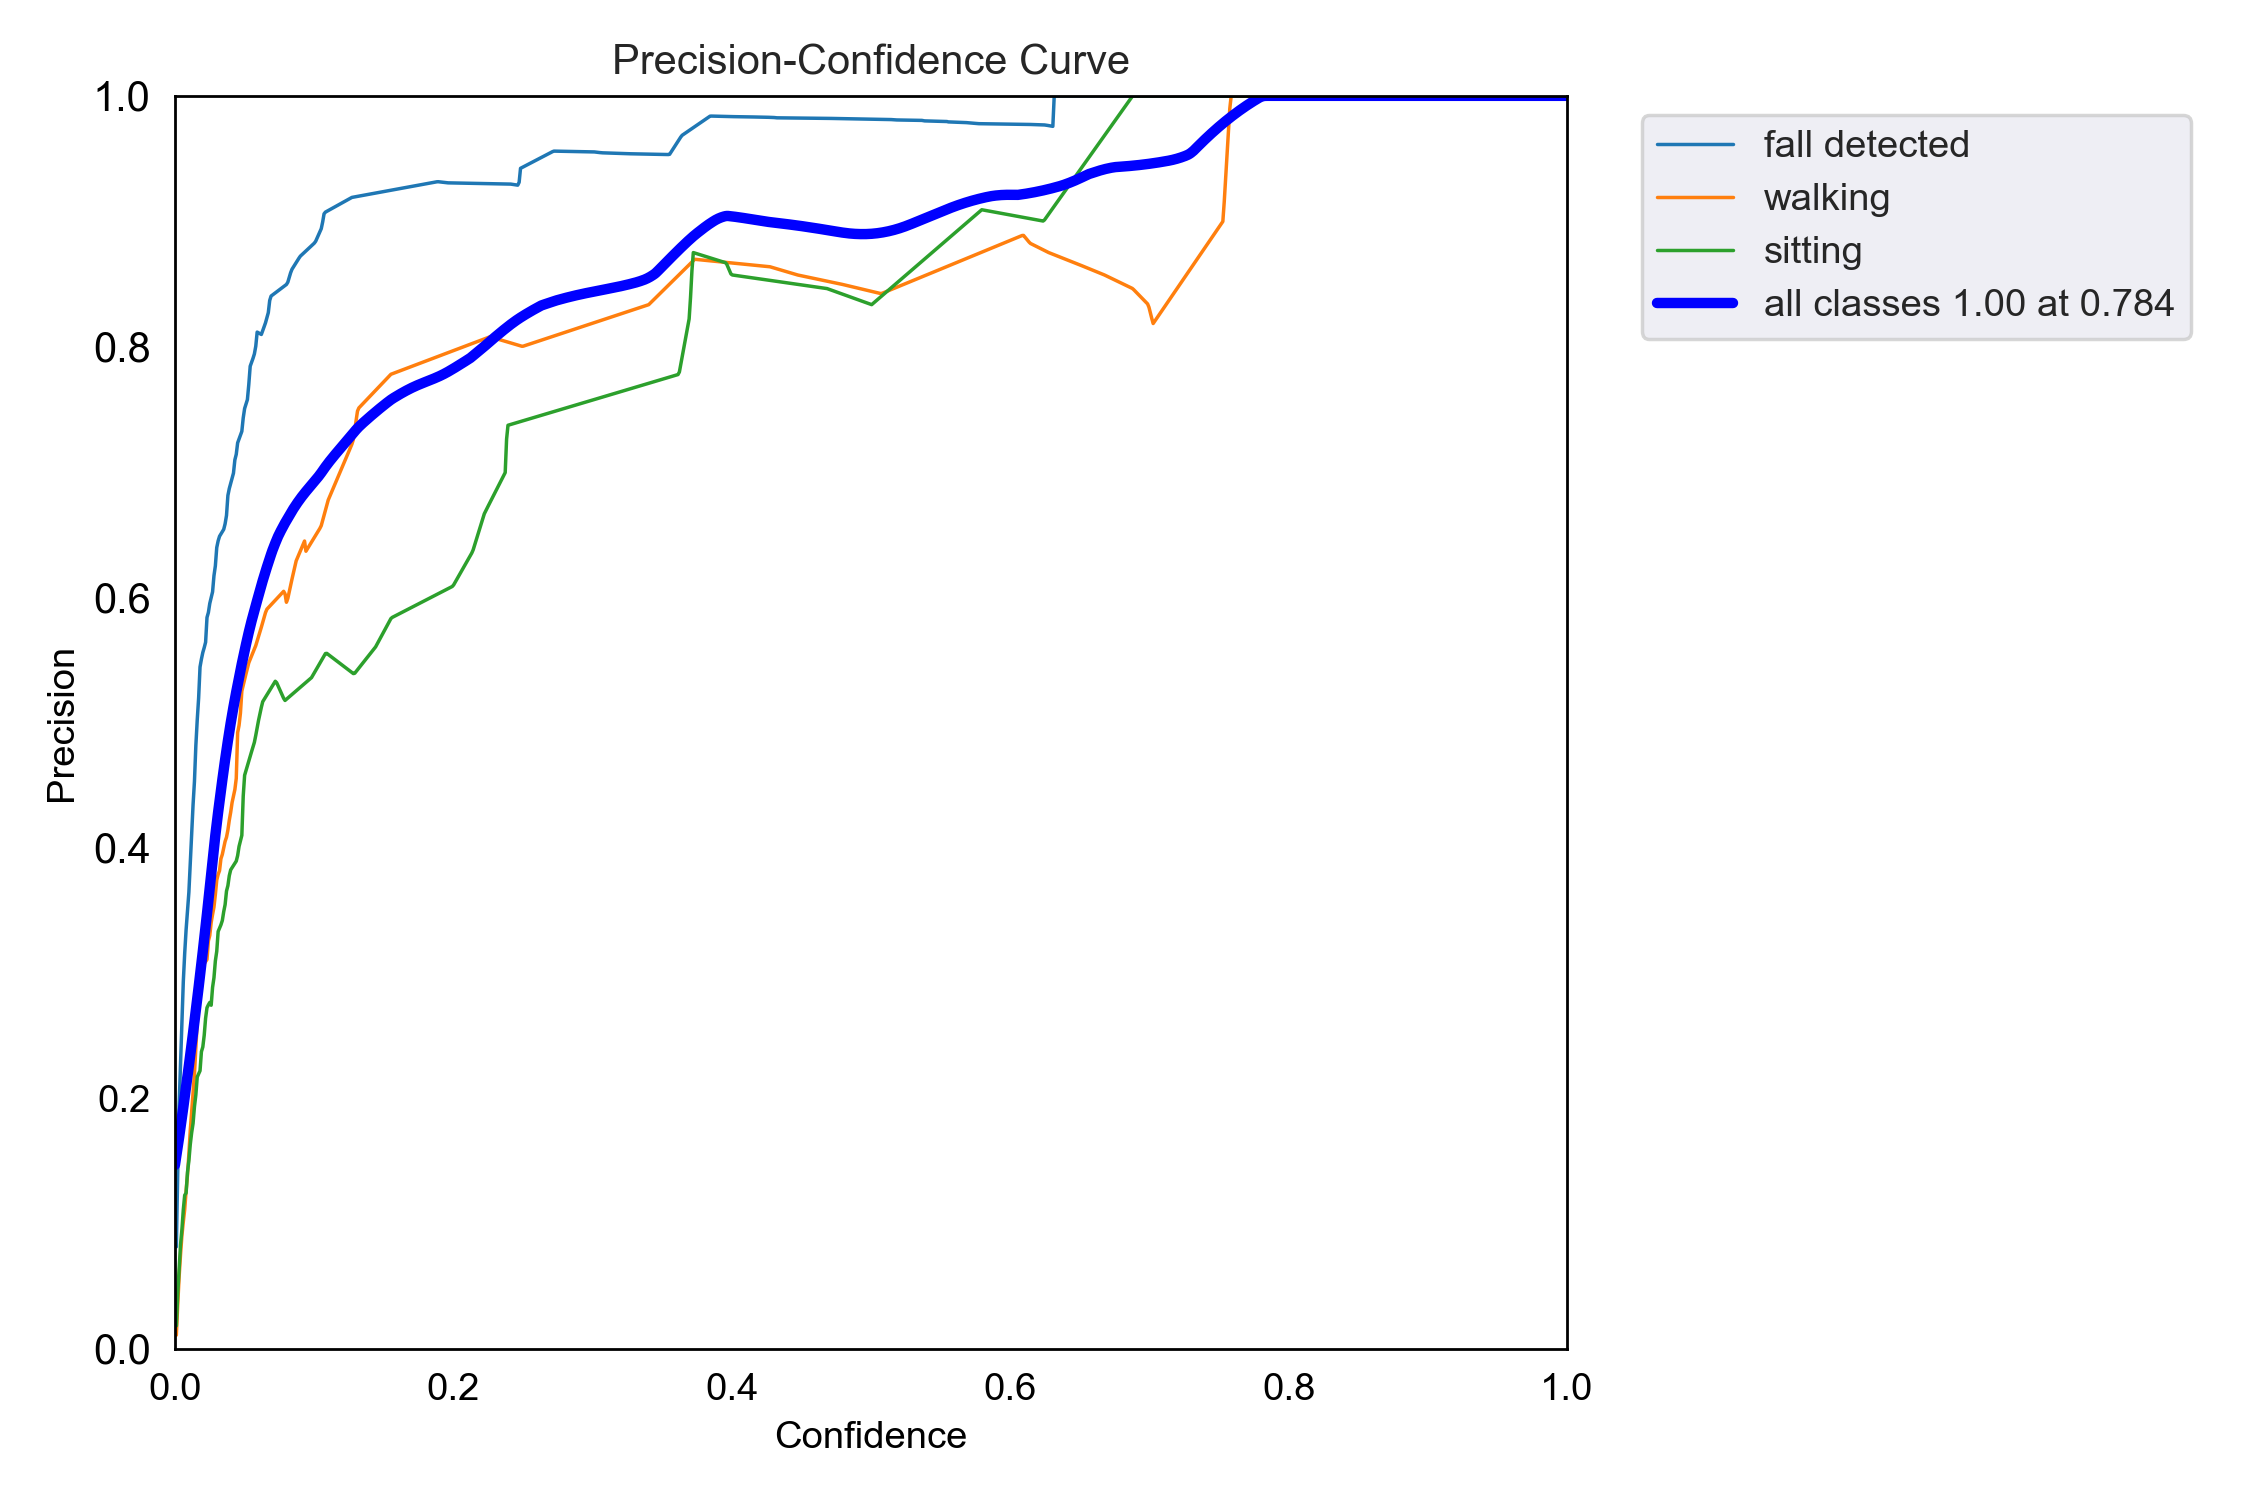 Precision-Confidence Curve
1.0
0.8
0.6
0.4
0.2
0.0
Precision
0.0 0.2 0.4 0.6 0.8 1.0
Confidence
fall detected
walking
sitting
all classes 1.00 at 0.784